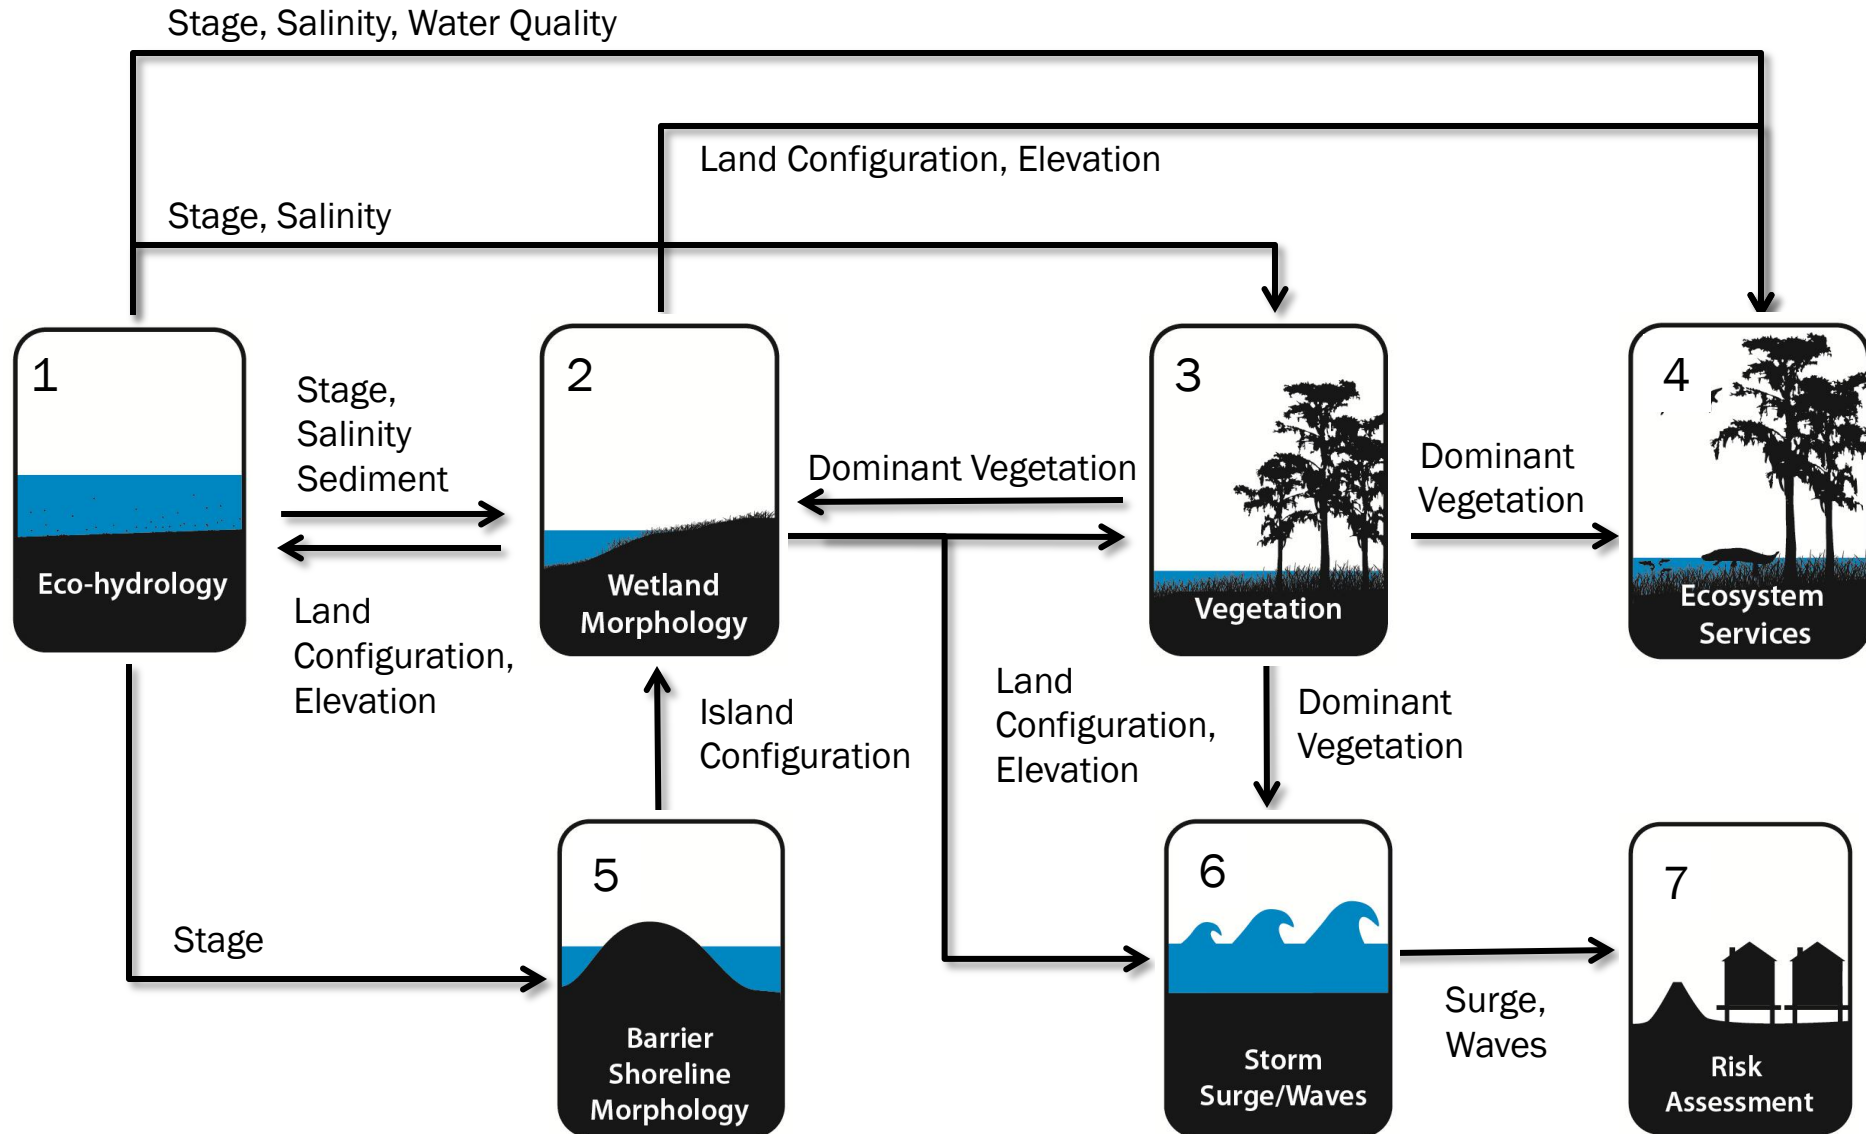 Stage, Salinity, Water Quality
Land Configuration, Elevation
Stage, Salinity
1
Eco-hydrology
Stage,
Salinity
Sediment
Land
Configuration,
Elevation
2
Wetland
Morphology
Dominant Vegetation
3
Vegetation
Dominant
Vegetation
4
Ecosystem
Services
Island
Configuration
Land
Configuration,
Elevation
Dominant
Vegetation
Stage
5
Barrier
Shoreline
Morphology
6
Storm
Surge/Waves
Surge,
Waves
7
Risk
Assessment